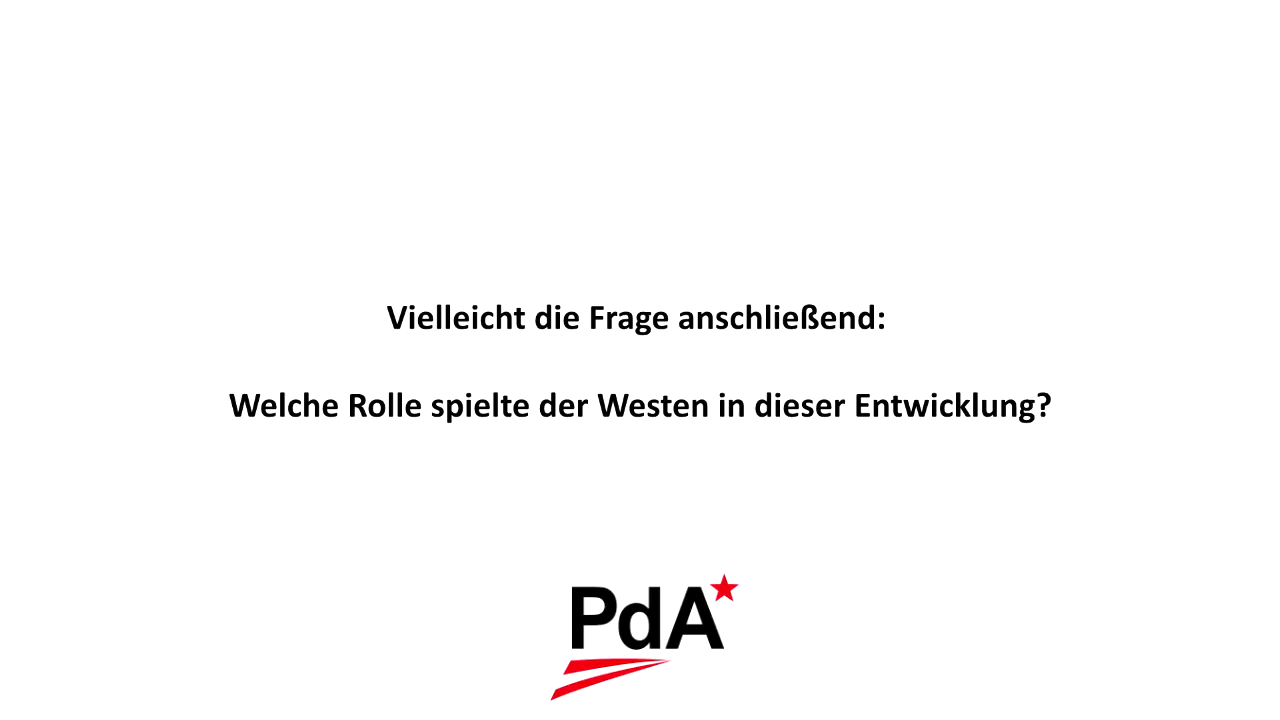 Vielleicht die Frage anschließend:
Welche Rolle spielte der Westen in dieser Entwicklung?
PdA